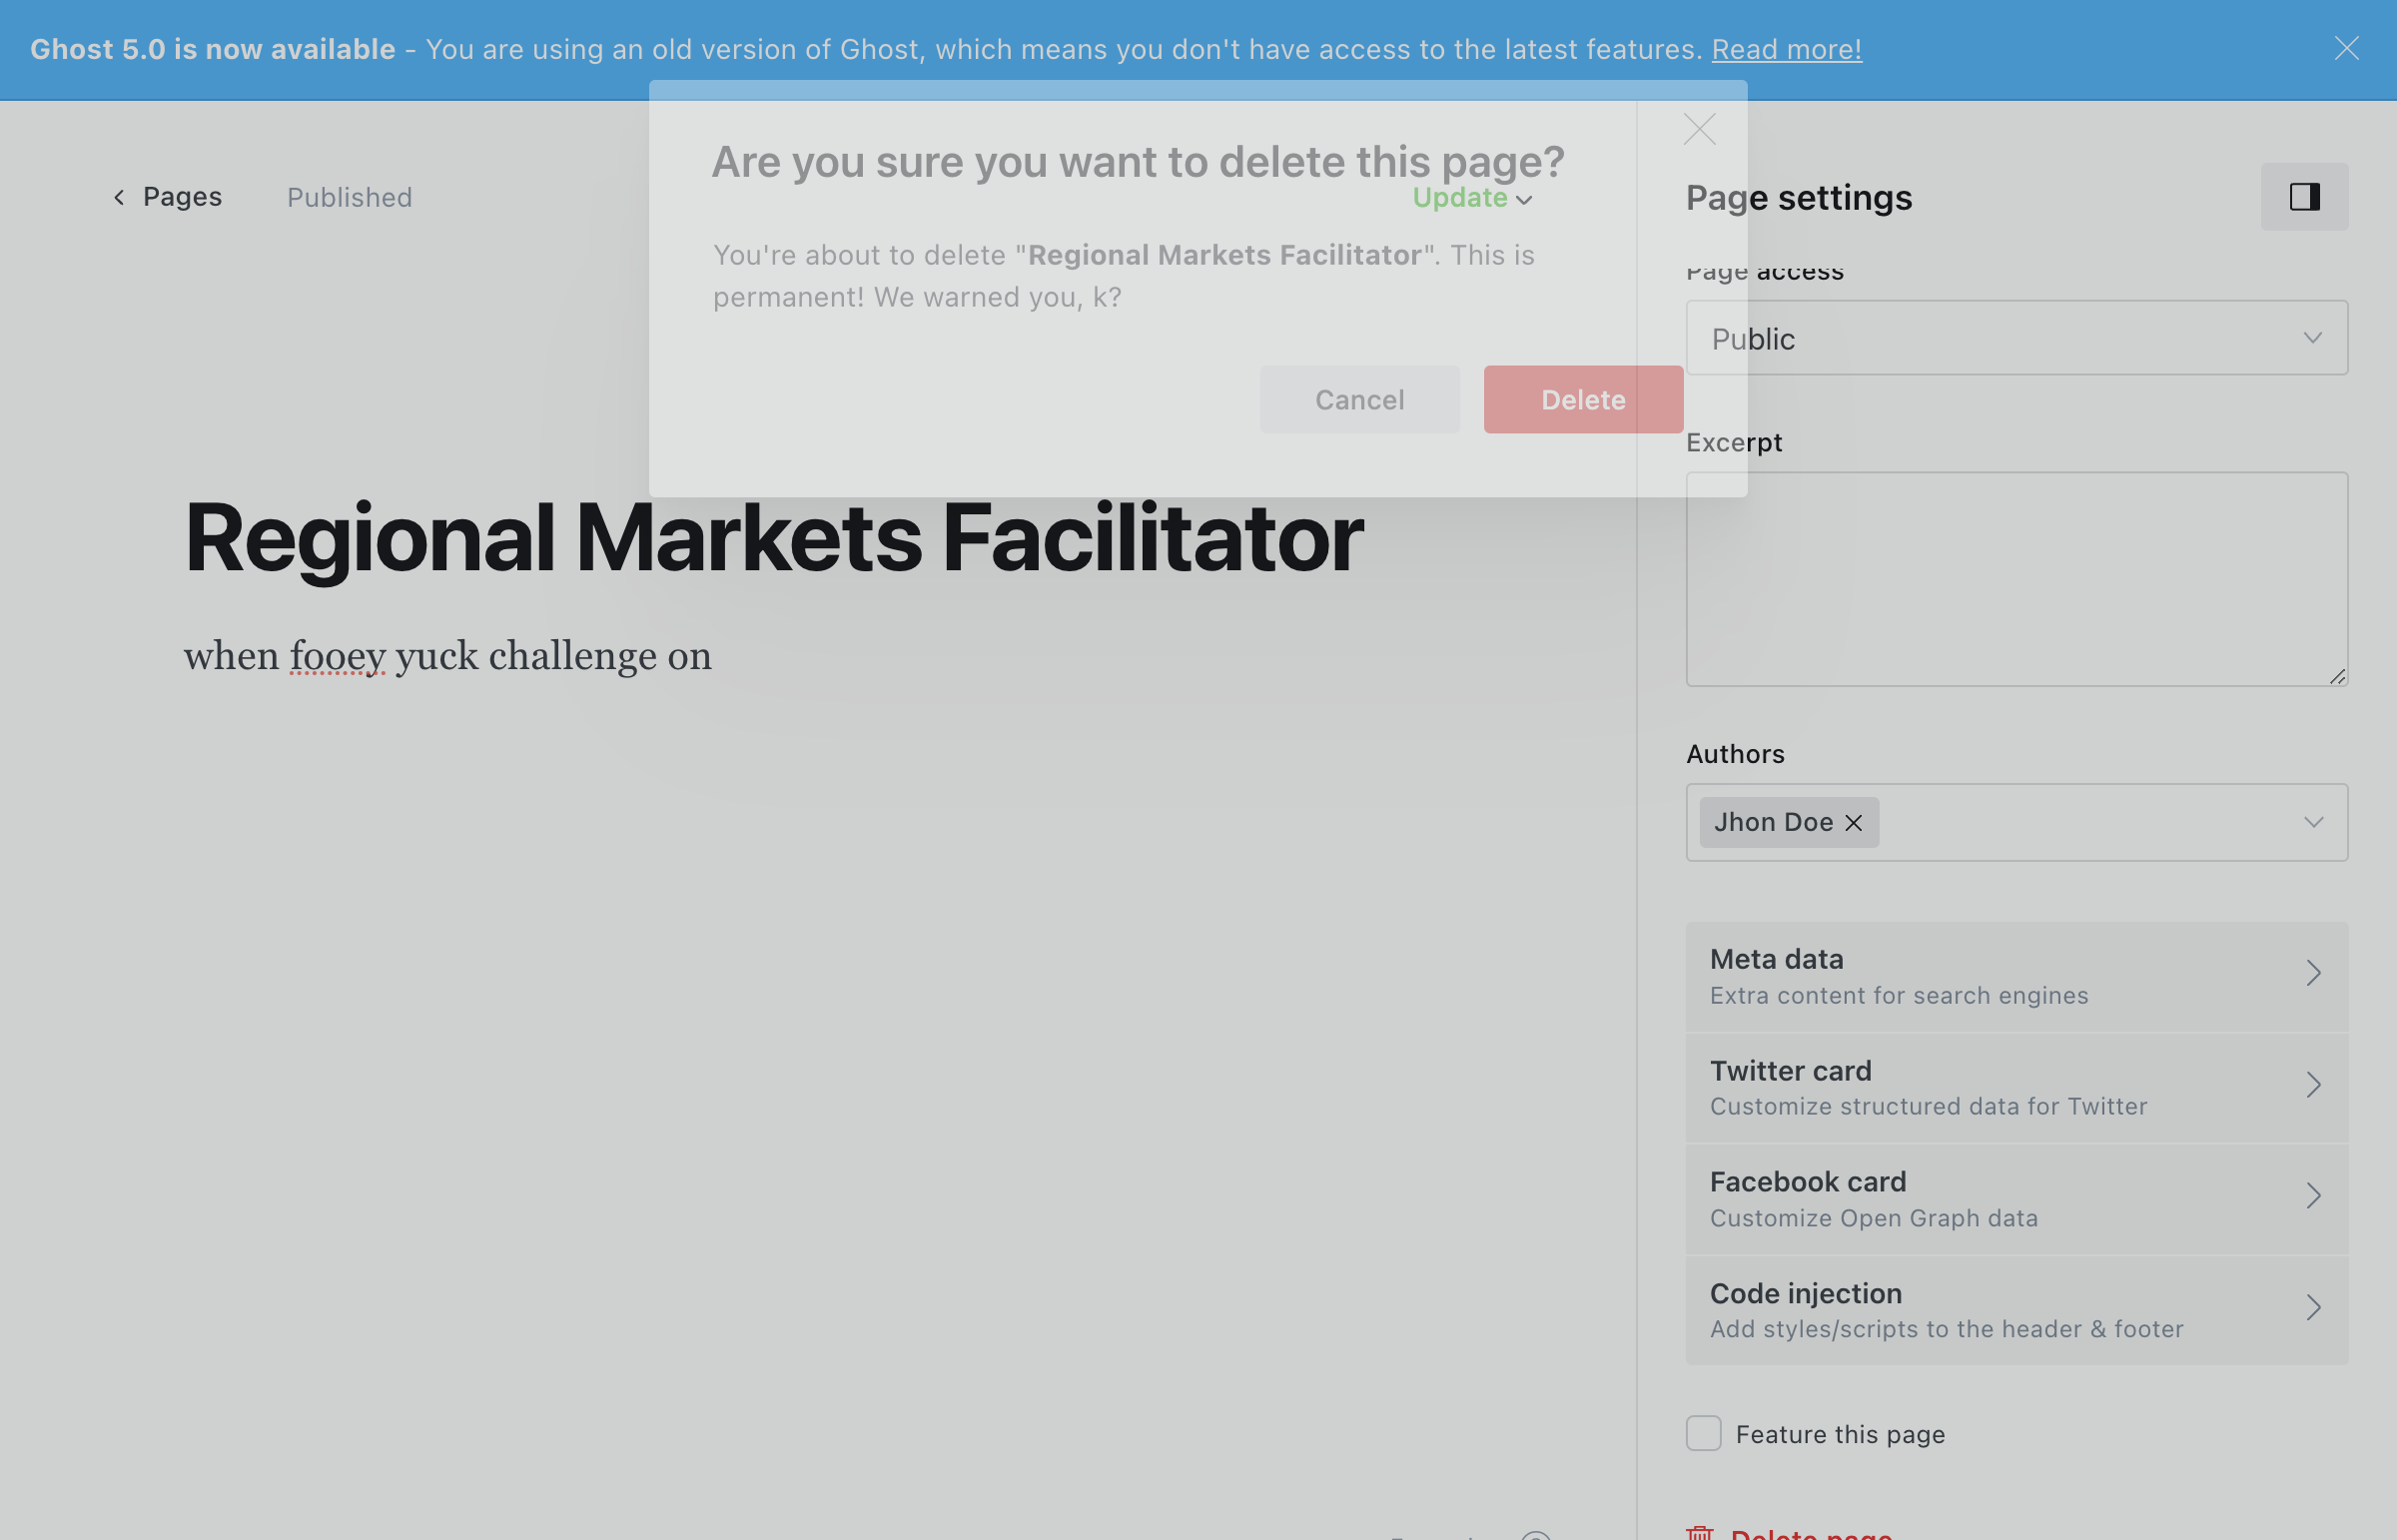 Ghost 5.0 is now available - You are using an old version of Ghost, which means you don't have access to the latest features. Read more!
Pages
Published
Update
Are you sure you want to delete this page?
You're about to delete "Regional Markets Facilitator". This is
permanent! We warned you, k?
Cancel
Delete
Regional Markets Facilitator
when fooey yuck challenge on
Page settings
Page access
Public
Excerpt
Authors
Jhon Doe
Meta data
Extra content for search engines
Twitter card
Customize structured data for Twitter
Facebook card
Customize Open Graph data
Code injection
Add styles/scripts to the header & footer
Feature this page
Delete page